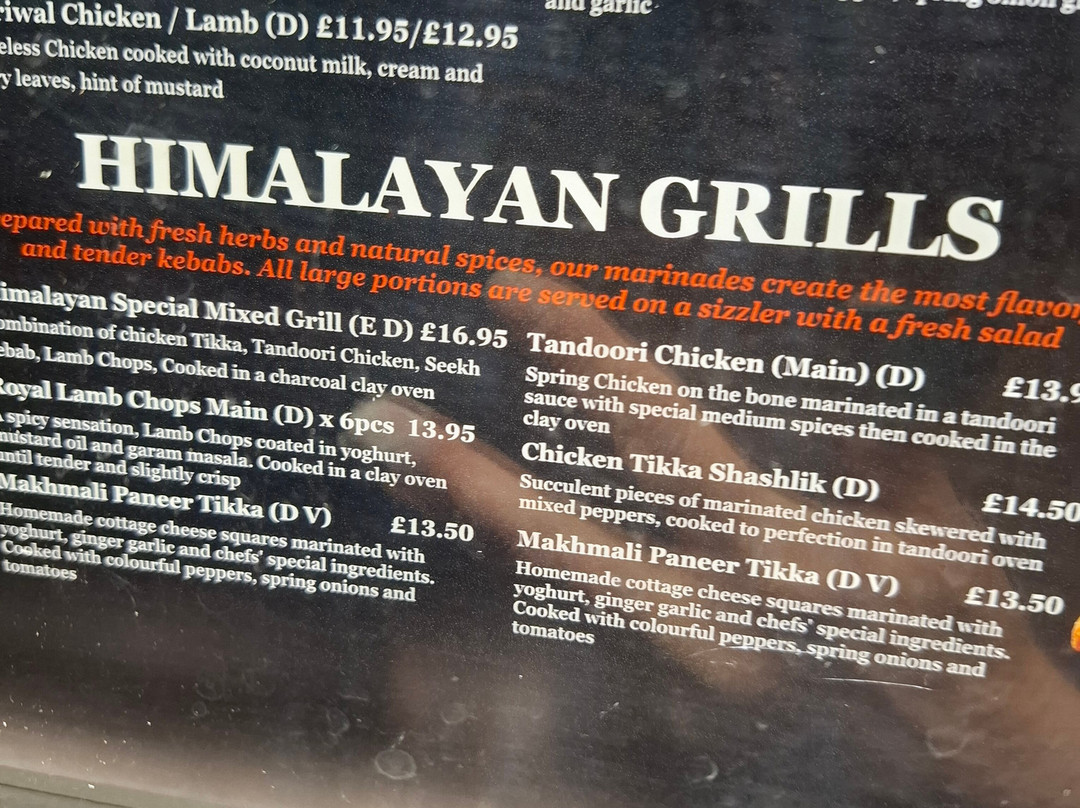 Chicken / Lamb (D) £11.95/£12.95
Chicken cooked with coconut milk, cream and
leaves, hint of mustard
and garlic
HIMALAYAN GRILLS
with fresh herbs and natural spices, our marinades create the most
and tender kebabs. All large portions are served on a sizzler with a fresh salad
Special Mixed Grill (E D) £16.95
of chicken Tikka, Tandoori Chicken, Seekh
Lamb Chops, Cooked in a charcoal clay oven
Royal Lamb Chops Main (D) x 6pcs 13.95
spicy sensation, Lamb Chops coated in yoghurt,
mustard oil and garam masala. Cooked in a clay oven
until tender and slightly crisp
Makhmali Paneer Tikka (D V) £13.50
Homemade cottage cheese squares marinated with
yoghurt, ginger garlic and chefs' special ingredients.
Cooked with colourful peppers, spring onions and
tomatoes
Tandoori Chicken (Main) (D)
Spring Chicken on the bone marinated in a tandoori
sauce with special medium spices then cooked in the
clay oven
Chicken Tikka Shashlik (D) £14.50
Succulent pieces of marinated chicken skewered with
mixed peppers, cooked to perfection in tandoori oven
Makhmali Paneer Tikka (D V) £13.50
Homemade cottage cheese squares marinated with
yoghurt, ginger garlic and chefs' special ingredients.
Cooked with colourful peppers, spring onions and
tomatoes